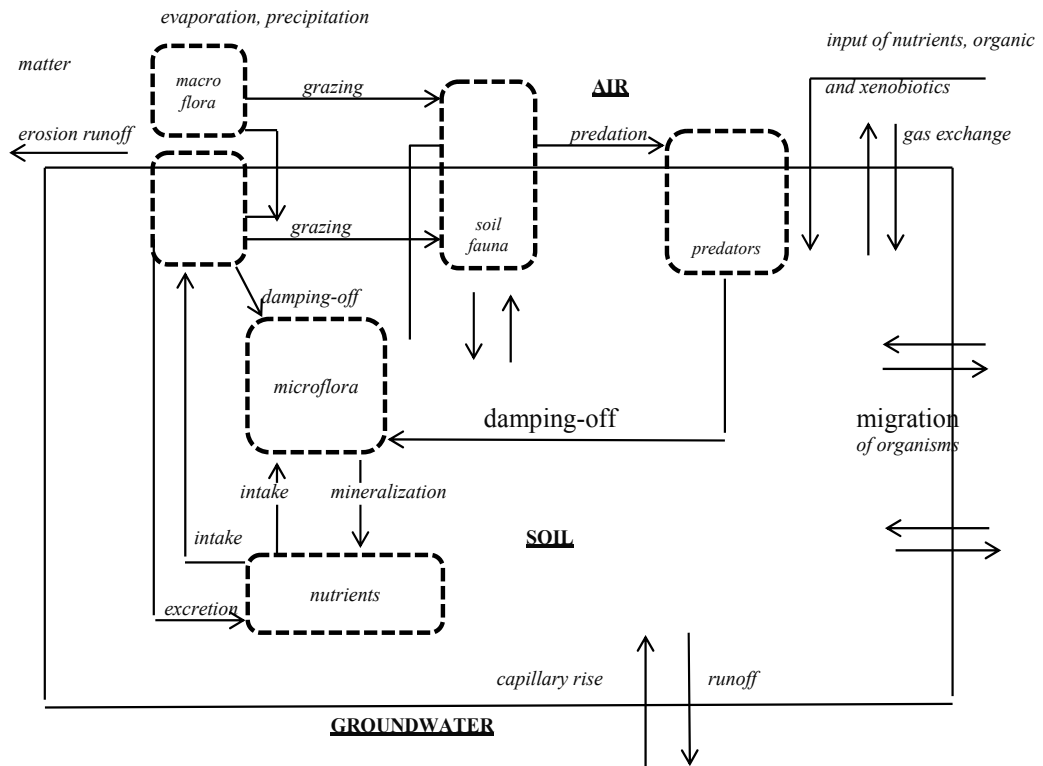 evaporation, precipitation
input of nutrients, organic
matter
macro
flora
grazing
AIR
and xenobiotics
erosion runoff
predation
gas exchange
grazing
soil
fauna
predators
damping-off
microflora
damping-off
migration
of organisms
intake
mineralization
intake
SOIL
nutrients
excretion
capillary rise
runoff
GROUNDWATER